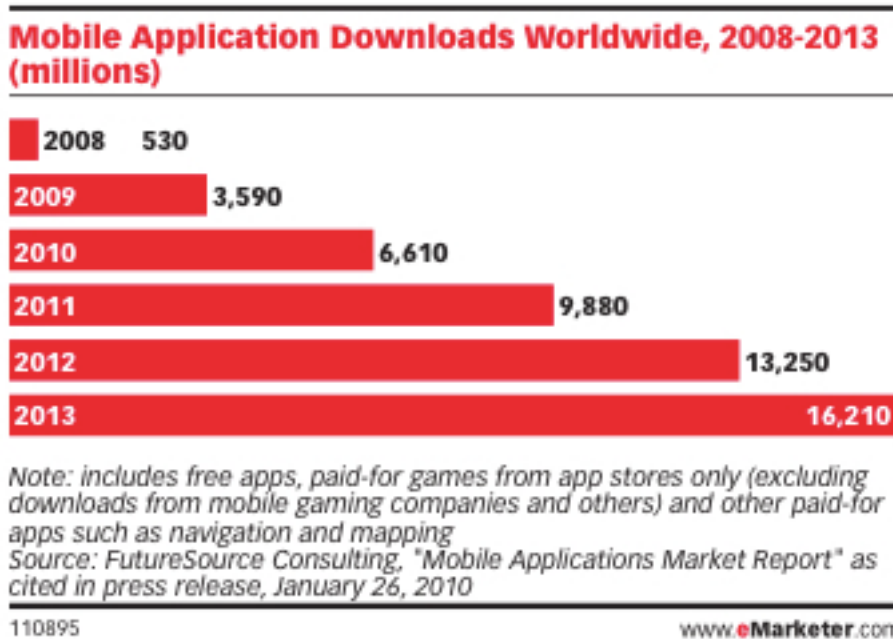 Mobile Application Downloads Worldwide, 2008-2013
(millions)
2008 530
2009 3,590
2010 6,610
2011 9,880
2012 13,250
2013 16,210
Note: includes free apps, paid-for games from app stores only (excluding
downloads from mobile gaming companies and others) and other paid-for
apps such as navigation and mapping
Source: FutureSource Consulting, "Mobile Applications Market Report" as
cited in press release, January 26, 2010
110895 www.eMarketer.com